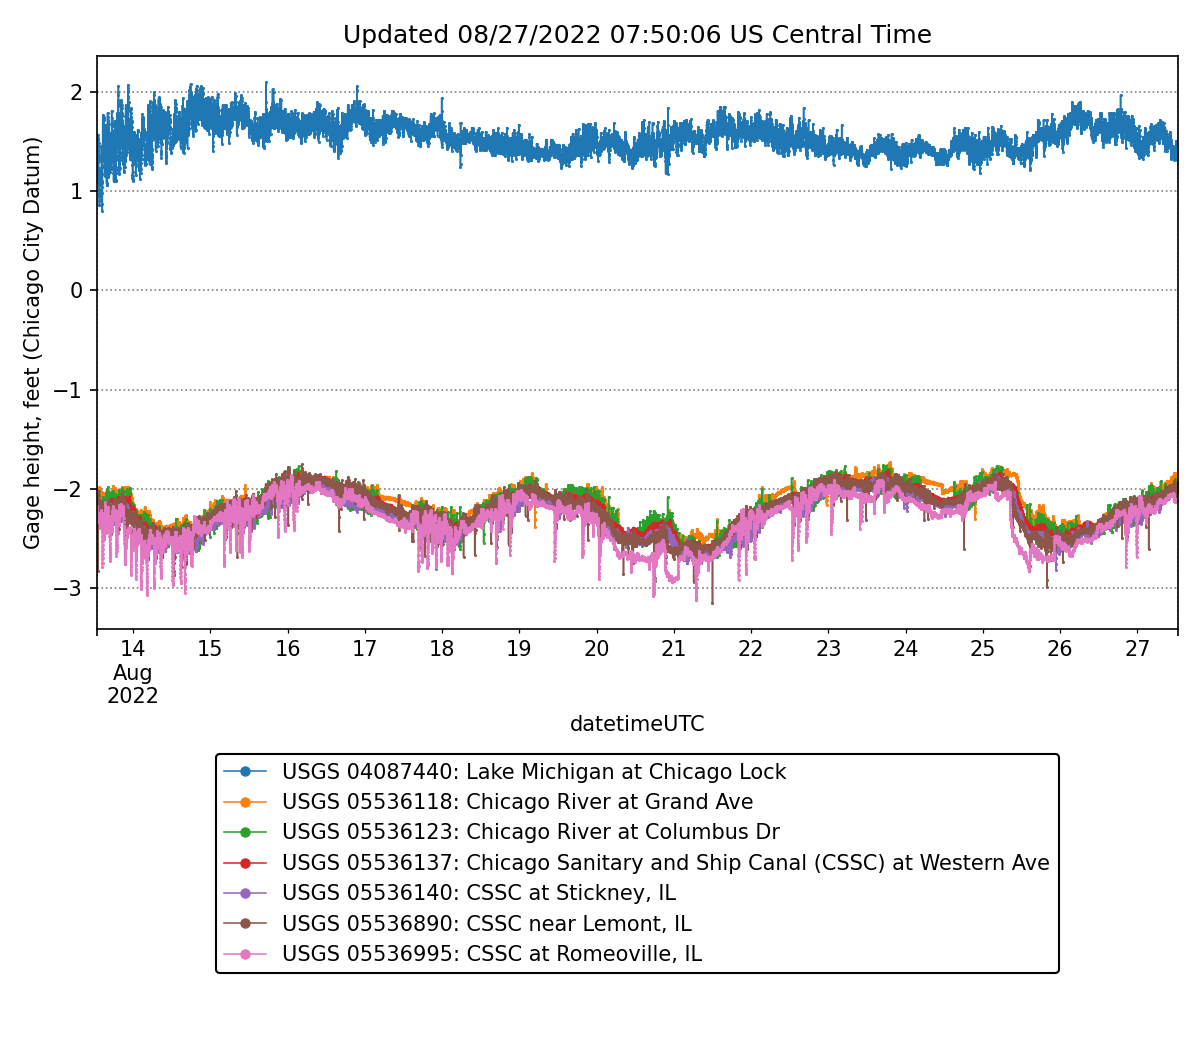 Updated 08/27/2022 07:50:06 US Central Time
Gage height, feet (Chicago City Datum)
2
1
0
−1
−2
−3
14 15 16 17 18 19 20 21 22 23 24 25 26 27
Aug
2022
datetimeUTC
USGS 04087440: Lake Michigan at Chicago Lock
USGS 05536118: Chicago River at Grand Ave
USGS 05536123: Chicago River at Columbus Dr
USGS 05536137: Chicago Sanitary and Ship Canal (CSSC) at Western Ave
USGS 05536140: CSSC at Stickney, IL
USGS 05536890: CSSC near Lemont, IL
USGS 05536995: CSSC at Romeoville, IL